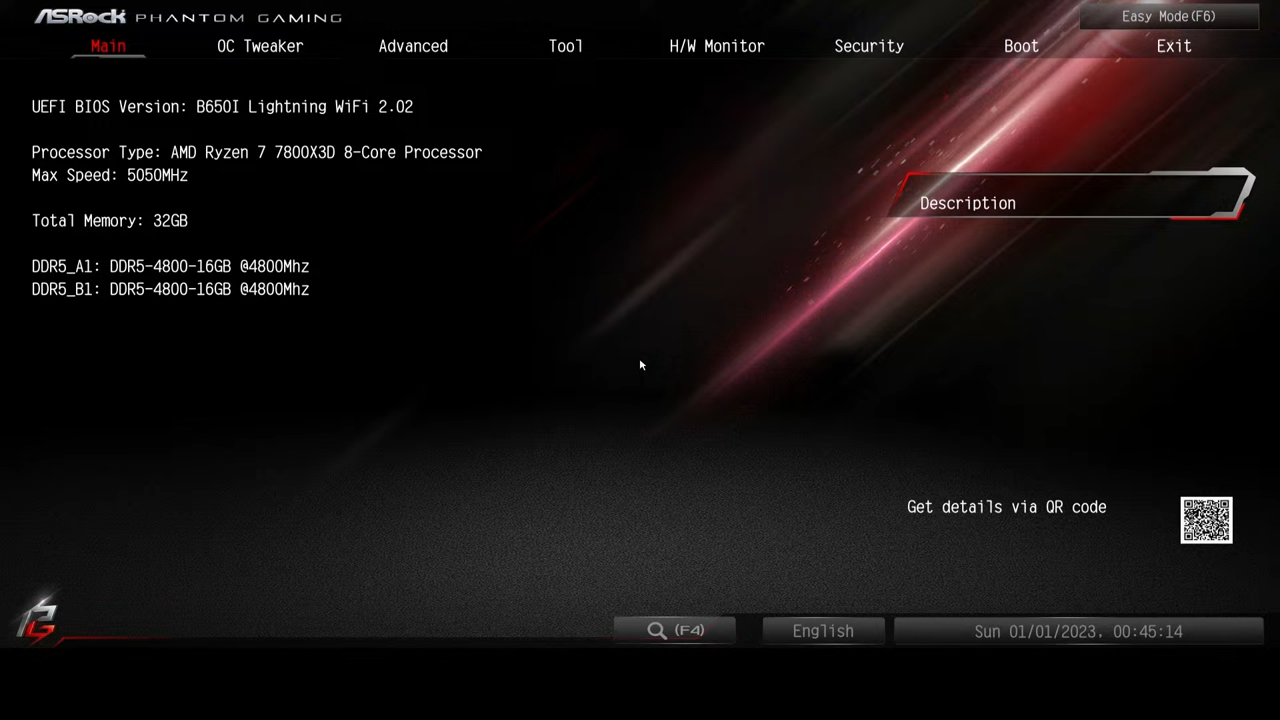 ASRock PHANTOM GAMING
Easy Mode(F6)
Main OC Tweaker Advanced Tool H/W Monitor Security Boot Exit
UEFI BIOS Version: B650I Lightning WiFi 2.02
Processor Type: AMD Ryzen 7 7800X3D 8-Core Processor
Max Speed: 5050MHz
Total Memory: 32GB
DDR5_A1: DDR5-4800-16GB @4800Mhz
DDR5_B1: DDR5-4800-16GB @4800Mhz
Description
Get details via QR code
(F4) English Sun 01/01/2023, 00:45:14